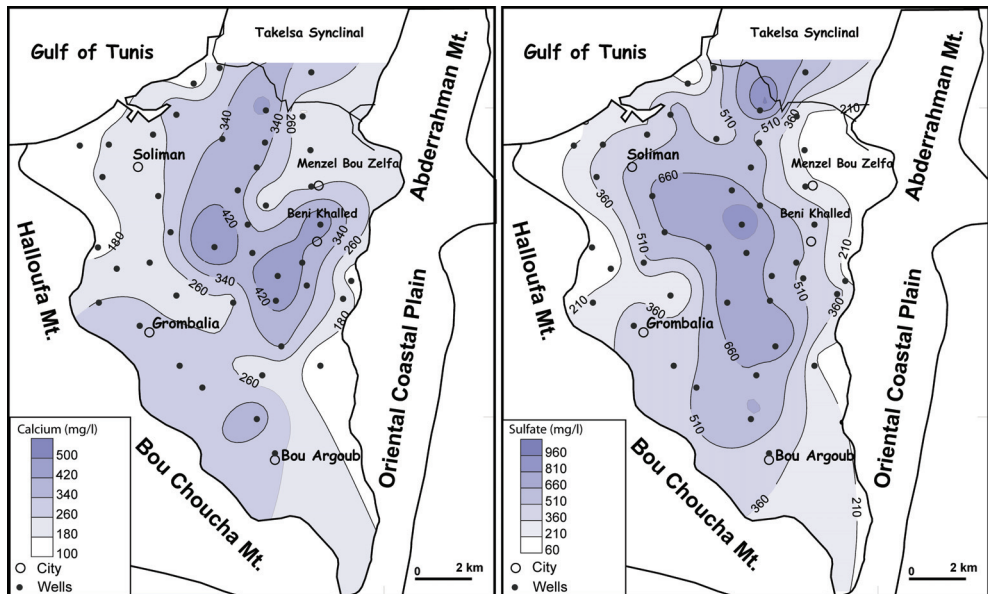 Takelsa Synclinal
Gulf of Tunis
Abderrahman Mt.
340
340
260
Soliman
Menzel Bou Zelfa
Beni Khalled
420
340
260
180
340
260
420
180
Halloufa Mt.
Grombalia
260
Oriental Coastal Plain
Bou Argoub
Bou Choucha Mt.
Calcium (mg/l)
500
420
340
260
180
100
City
Wells
0 2 km
Takelsa Synclinal
Gulf of Tunis
Abderrahman Mt.
510
510
360
210
Soliman
Menzel Bou Zelfa
660
360
Beni Khalled
510
210
210
510
360
360
Halloufa Mt.
Grombalia
660
Oriental Coastal Plain
510
Bou Argoub
360
360
210
Bou Choucha Mt.
Sulfate (mg/l)
960
810
660
510
360
210
60
City
Wells
0 2 km